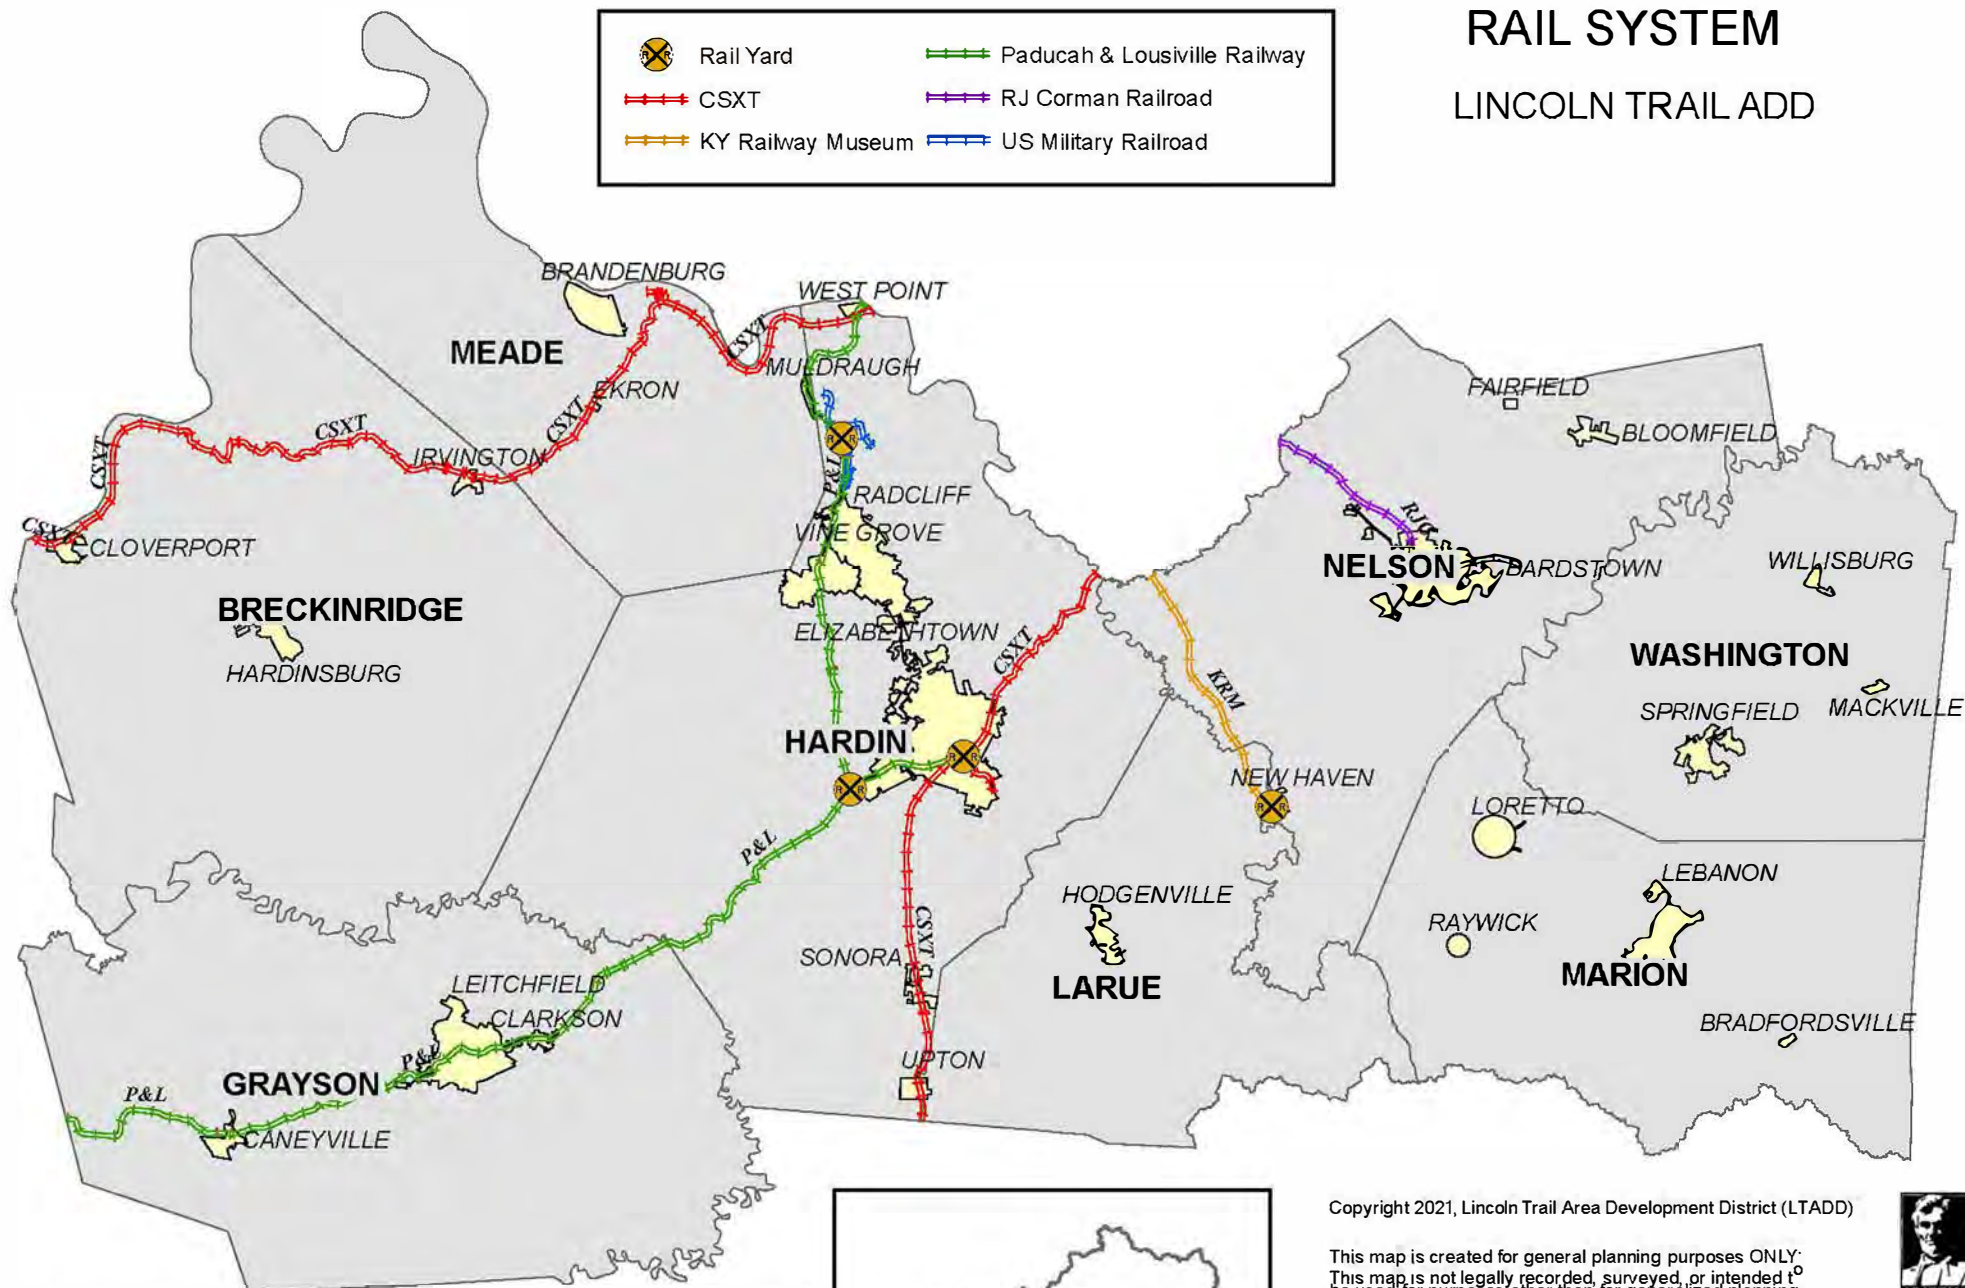 RAIL SYSTEM
LINCOLN TRAIL ADD
Rail Yard
CSXT
KY Railway Museum
Paducah & Lousiville Railway
RJ Corman Railroad
US Military Railroad
BRANDENBURG
WEST POINT
CSXT
MEADE
MULDRAUGH
EKRON
FAIRFIELD
CSXT
CSXT
BLOOMFIELD
IRVINGTON
CSXT
P&L
RADCLIFF
RJC
CSXT
VINE GROVE
CLOVERPORT
NELSON
BARDSTOWN
WILLISBURG
BRECKINRIDGE
ELIZABETHTOWN
CSXT
WASHINGTON
HARDINSBURG
KRM
SPRINGFIELD
MACKVILLE
HARDIN
NEW HAVEN
LORETTO
P&L
LEBANON
HODGENVILLE
RAYWICK
CSXT
SONORA
LARUE
MARION
LEITCHFIELD
CLARKSON
BRADFORDSVILLE
P&L
UPTON
GRAYSON
P&L
CANEYVILLE
Copyright 2021, Lincoln Trail Area Development District (LTADD)
This map is created for general planning purposes ONLY
This map is not legally recorded, surveyed, or intended to